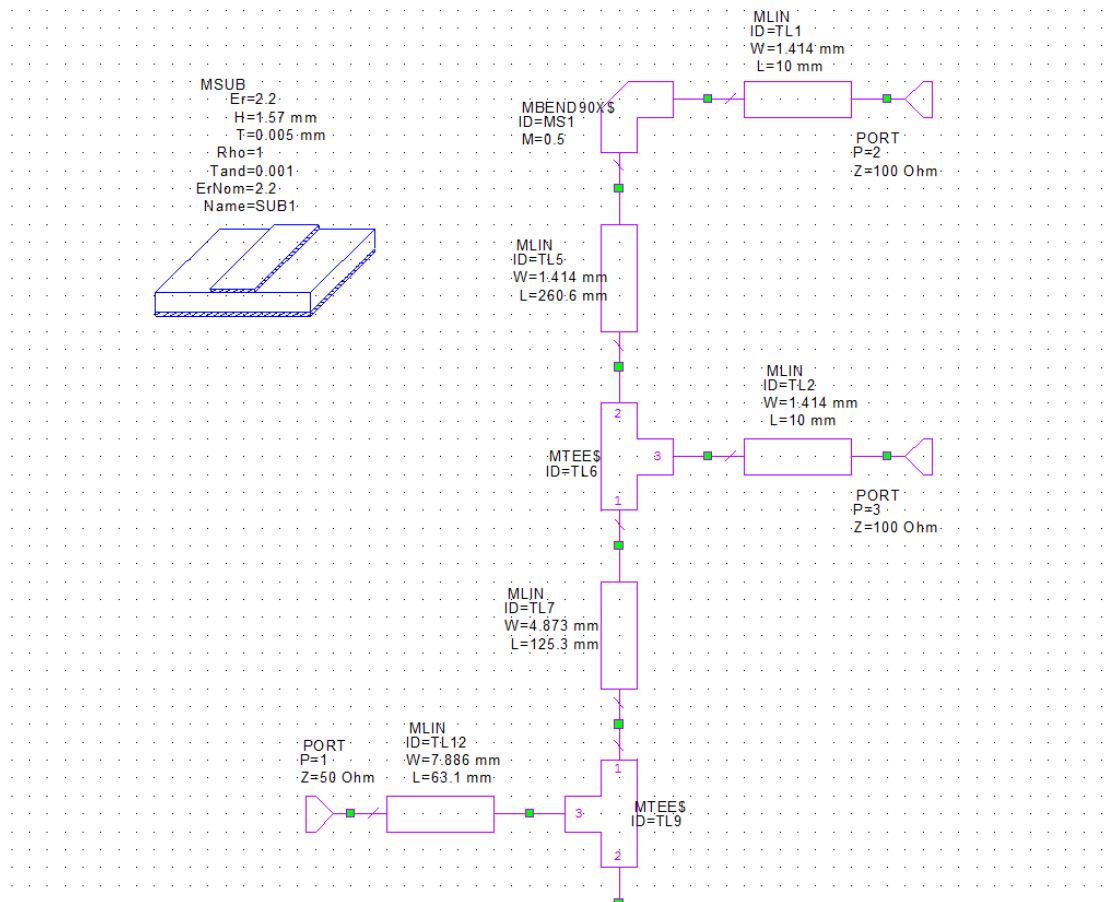 MLIN
ID=TL1
W=1.414 mm
L=10 mm
MSUB
Er=2.2
H=1.57 mm
T=0.005 mm
Rho=1
Tand=0.001
ErNom=2.2
Name=SUB1
MBEND90X$
ID=MS1
M=0.5
PORT
P=2
Z=100 Ohm
MLIN
ID=TL5
W=1.414 mm
L=260.6 mm
MLIN
ID=TL2
W=1.414 mm
L=10 mm
2
MTEE$
ID=TL6
3
1
PORT
P=3
Z=100 Ohm
MLIN
ID=TL7
W=4.873 mm
L=125.3 mm
PORT
P=1
Z=50 Ohm
MLIN
ID=TL12
W=7.886 mm
L=63.1 mm
1
3
MTEE$
ID=TL9
2